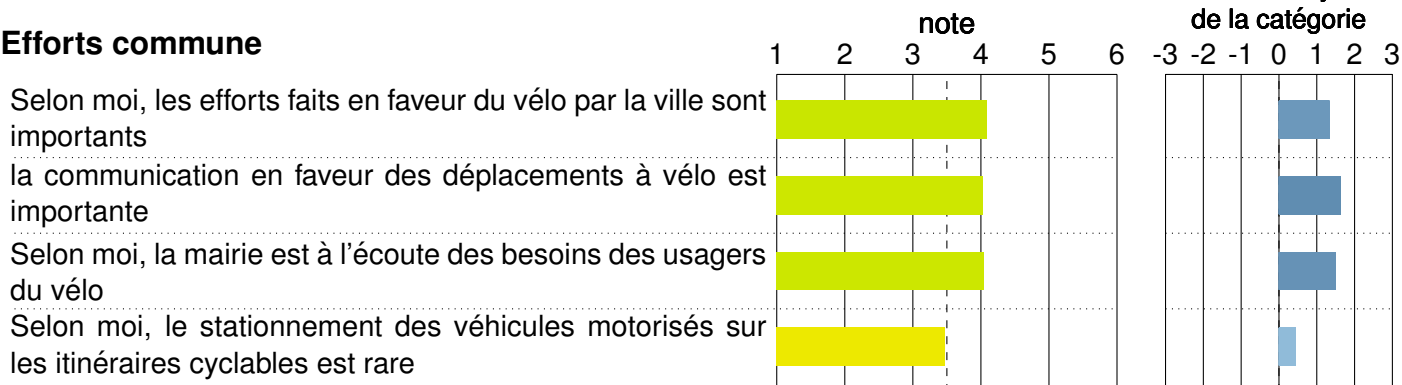 note
de la catégorie
Efforts commune
1 2 3 4 5 6
-3 -2 -1 0 1 2 3
Selon moi, les efforts faits en faveur du vélo par la ville sont
importants
la communication en faveur des déplacements à vélo est
importante
Selon moi, la mairie est à l'écoute des besoins des usagers
du vélo
Selon moi, le stationnement des véhicules motorisés sur
les itinéraires cyclables est rare